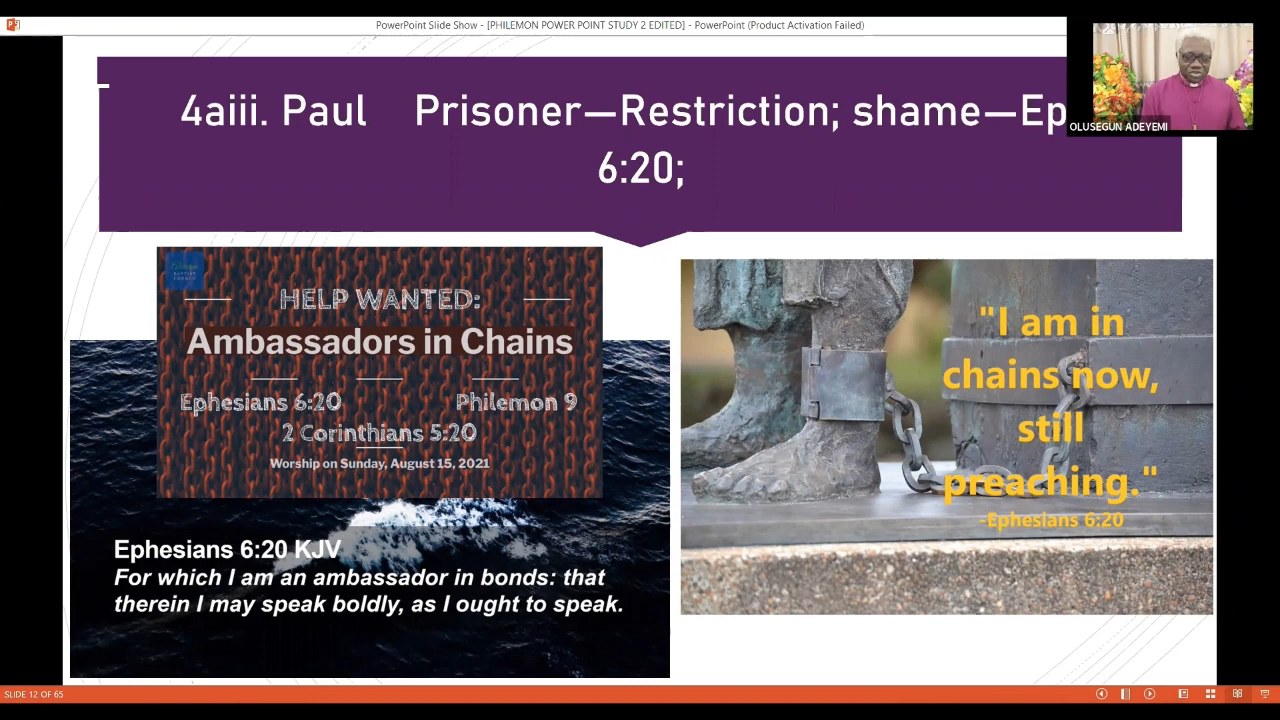 PowerPoint Slide Show - [PHILEMON POWER POINT STUDY 2 EDITED] - PowerPoint (Product Activation Failed)
4aiii. Paul Prisoner—Restriction; shame—Ep
6:20;
OLUSEGUN ADEYEMI
BAPTIST
HELP WANTED:
Ambassadors in Chains
Ephesians 6:20 Philemon 9
2 Corinthians 5:20
Worship on Sunday, August 15, 2021
Ephesians 6:20 KJV
For which I am an ambassador in bonds: that
therein I may speak boldly, as I ought to speak.
"I am in
chains now,
still
preaching."
-Ephesians 6:20
SLIDE 12 OF 65